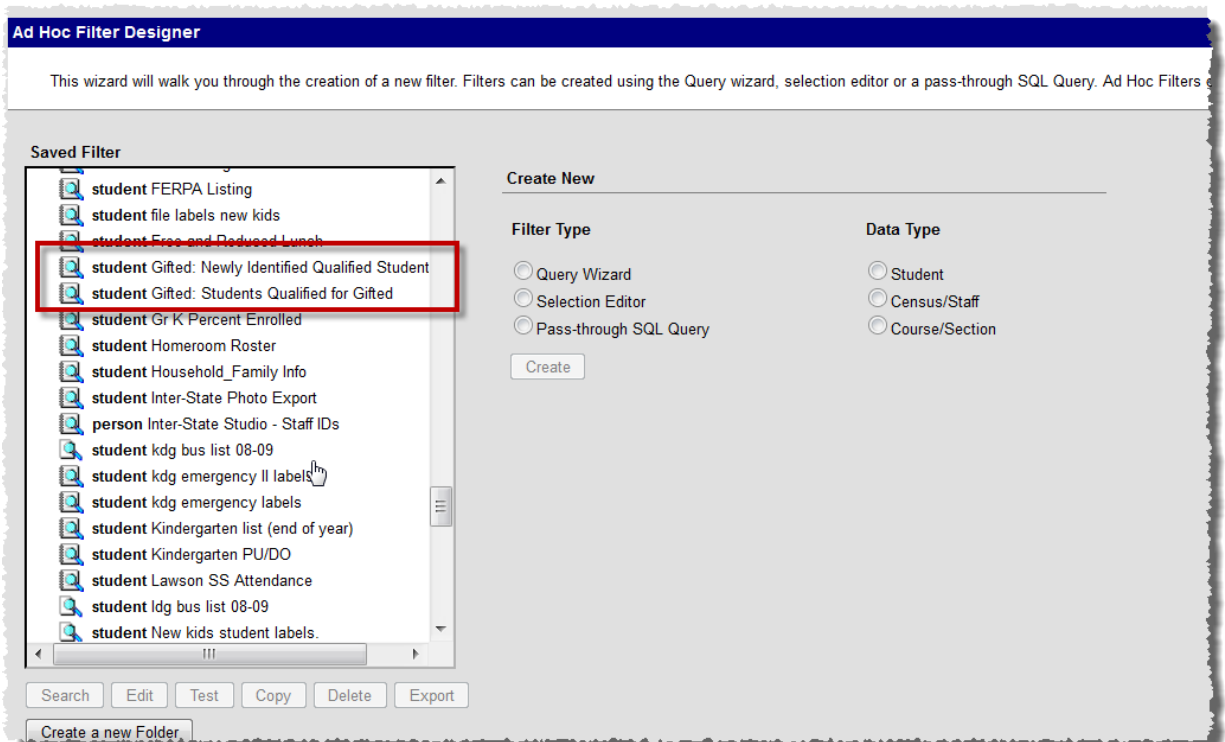 Ad Hoc Filter Designer
This wizard will walk you through the creation of a new filter. Filters can be created using the Query wizard, selection editor or a pass-through SQL Query. Ad Hoc Filters
Saved Filter
student FERPA Listing
student file labels new kids
student Free and Reduced Lunch
student Gifted: Newly Identified Qualified Student
student Gifted: Students Qualified for Gifted
student Gr K Percent Enrolled
student Homeroom Roster
student Household_Family Info
student Inter-State Photo Export
person Inter-State Studio - Staff IDs
student kdg bus list 08-09
student kdg emergency II labels
student kdg emergency labels
student Kindergarten list (end of year)
student Kindergarten PU/DO
student Lawson SS Attendance
student ldg bus list 08-09
student New kids student labels.
Search Edit Test Copy Delete Export
Create a new Folder
Create New
Filter Type
Query Wizard
Selection Editor
Pass-through SQL Query
Create
Data Type
Student
Census/Staff
Course/Section